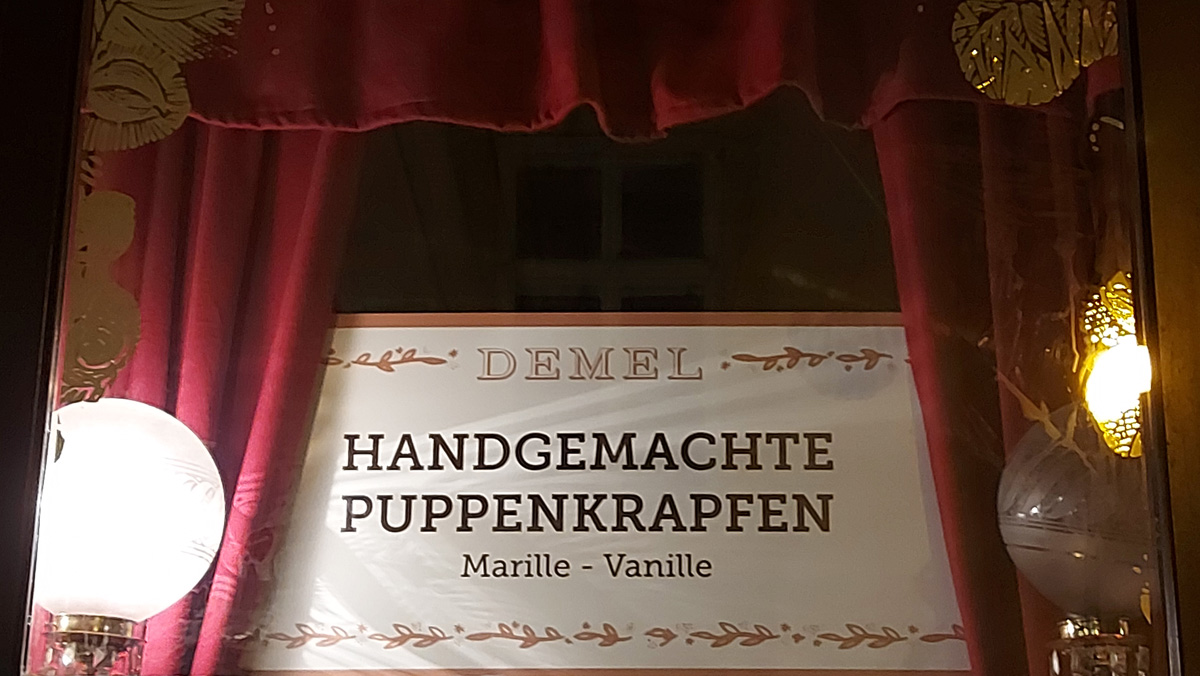 DEMEL
HANDGEMACHTE
PUPPENKRAPFEN
Marille - Vanille